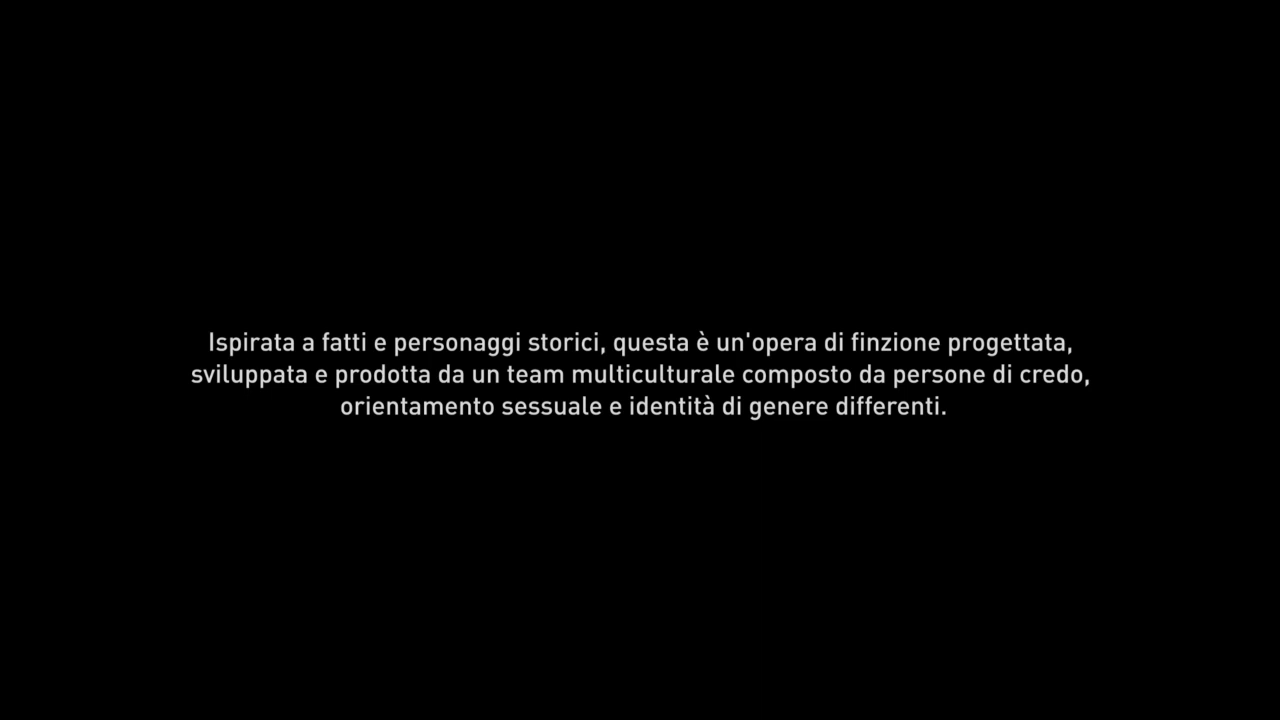 Ispirata a fatti e personaggi storici, questa è un'opera di finzione progettata,
sviluppata e prodotta da un team multiculturale composto da persone di credo,
orientamento sessuale e identità di genere differenti.